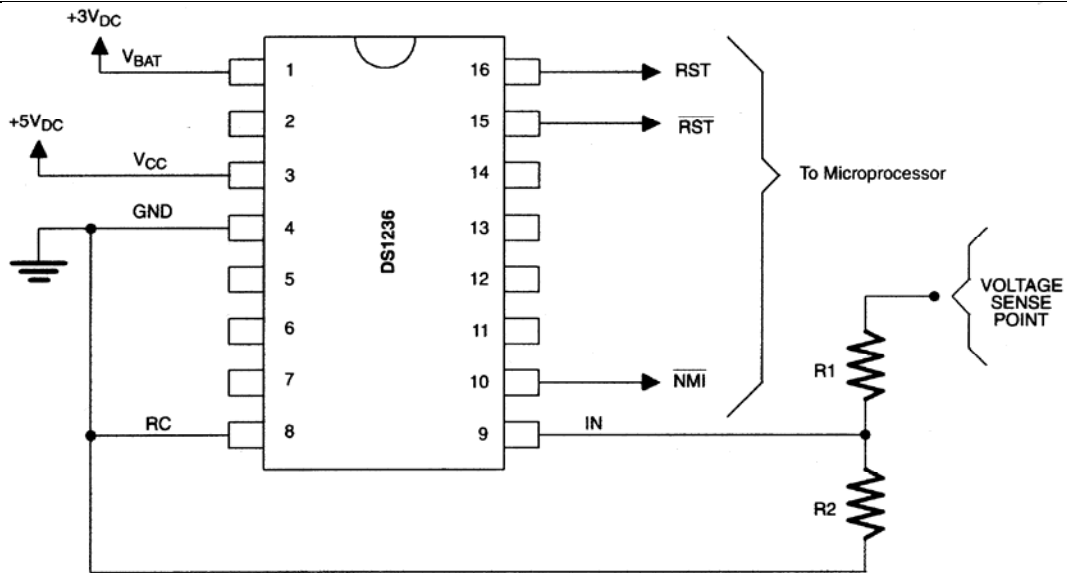 +3VDC
VBAT
+5VDC
VCC
GND
RC
1
2
3
4
5
6
7
8
DS1236
16
15
14
13
12
11
10
9
RST
RST
NMI
IN
To Microprocessor
VOLTAGE
SENSE
POINT
R1
R2